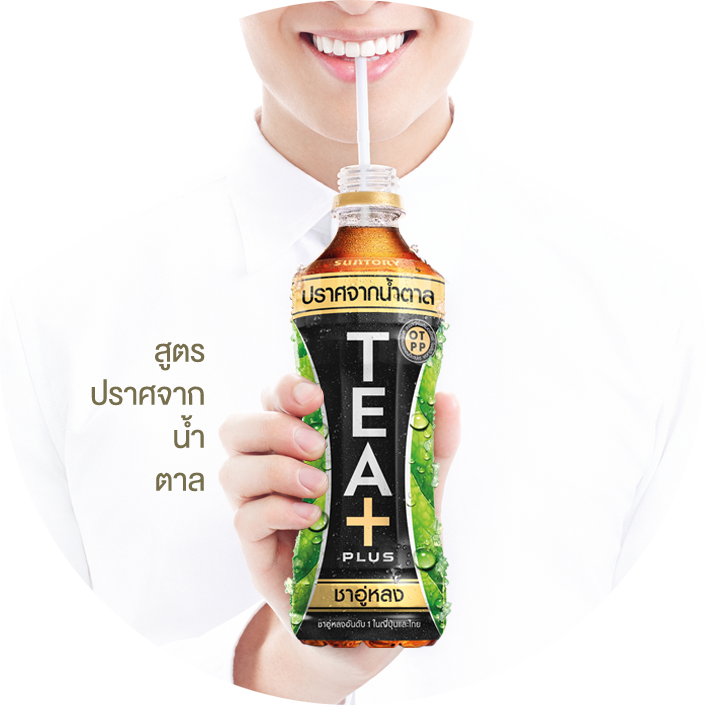 SUNTORY
ปราศจากน้ำตาล
OT
PP
TEA+
PLUS
ชาอู่หลง
ชาอู่หลงอันดับ 1 ในญี่ปุ่นและไทย
สูตร
ปราศจาก
น้ำ
ตาล